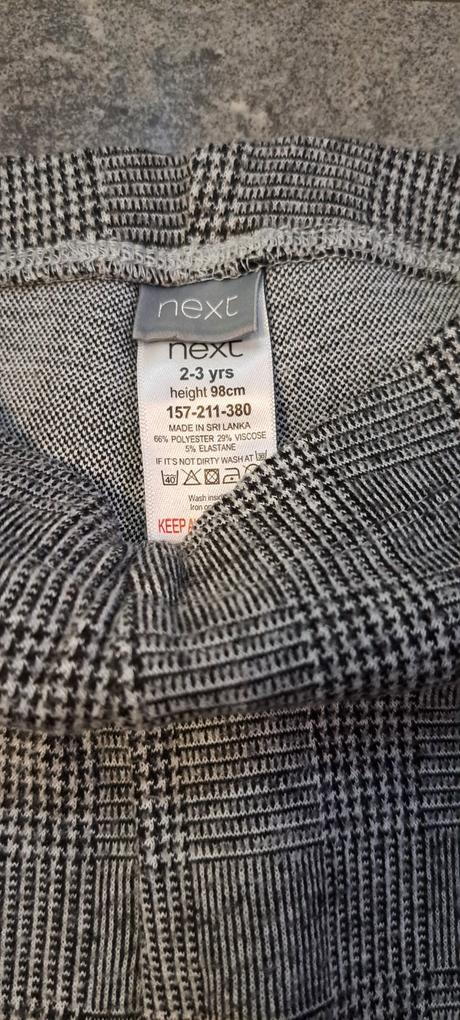 next
next
2-3 yrs
height 98cm
157-211-380
MADE IN SRI LANKA
66% POLYESTER 29% VISCOSE
5% ELASTANE
IF IT'S NOT DIRTY WASH AT 30
40
Wash
Iron
KEEP